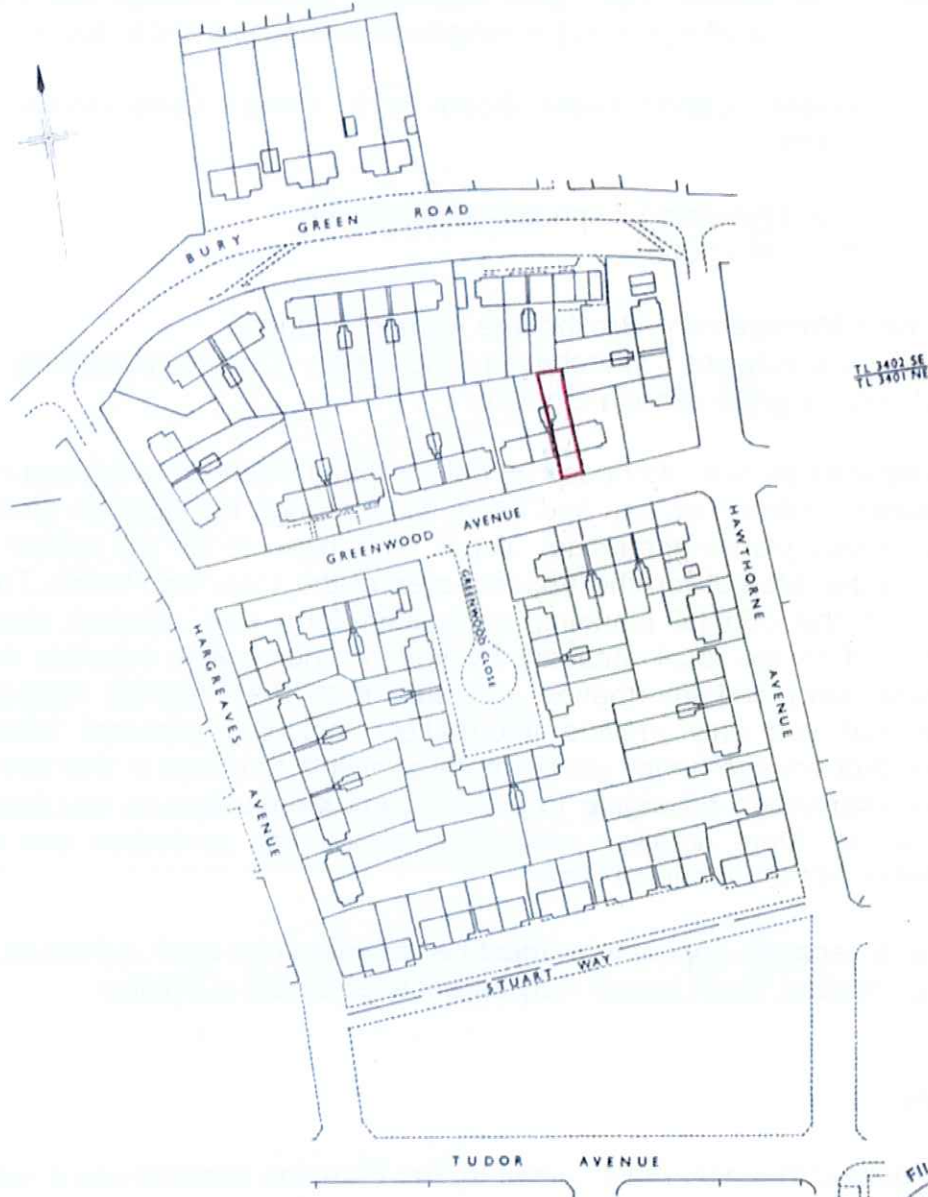 BURY GREEN ROAD
TL 3402 SE
TL 3401 NE
GREENWOOD AVENUE
GREENWOOD CLOSE
HAWTHORNE AVENUE
HARGREAVES AVENUE
STUART WAY
TUDOR AVENUE